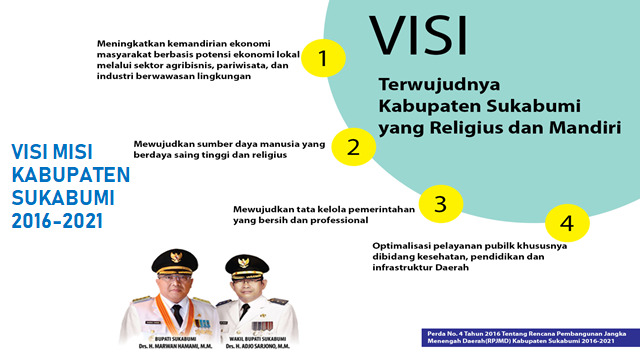 VISI
Terwujudnya
Kabupaten Sukabumi
yang Religius dan Mandiri
VISI MISI
KABUPATEN
SUKABUMI
2016-2021
1
Meningkatkan kemandirian ekonomi
masyarakat berbasis potensi ekonomi lokal
melalui sektor agribisnis, pariwisata, dan
industri berwawasan lingkungan
2
Mewujudkan sumber daya manusia yang
berdaya saing tinggi dan religius
3
Mewujudkan tata kelola pemerintahan
yang bersih dan professional
4
Optimalisasi pelayanan pubilk khususnya
dibidang kesehatan, pendidikan dan
infrastruktur Daerah
BUPATI SUKABUMI
Drs. H. MARWAN HAMAMI, M.M.
WAKIL BUPATI SUKABUMI
Drs. H. ADJO SARJONO, M.M.
Perda No. 4 Tahun 2016 Tentang Rencana Pembangunan Jangka
Menengah Daerah(RPJMD) Kabupaten Sukabumi 2016-2021